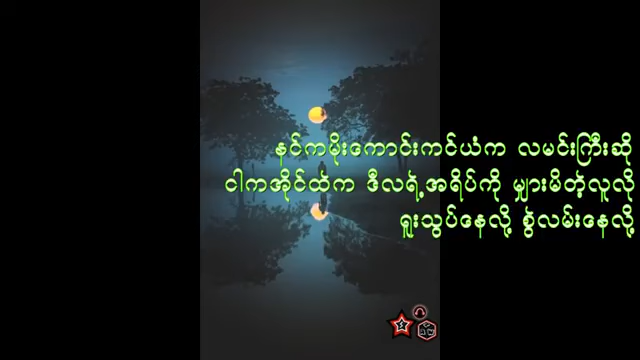 နင်ကမိုးကောင်းကင်ယံက လမင်းကြီးဆို
ငါကအိုင်ထဲက ဒီလရဲ့အရိပ်ကို မျှားမိတဲ့လူလို
ရူးသွပ်နေလို့ စွဲလမ်းနေလို့